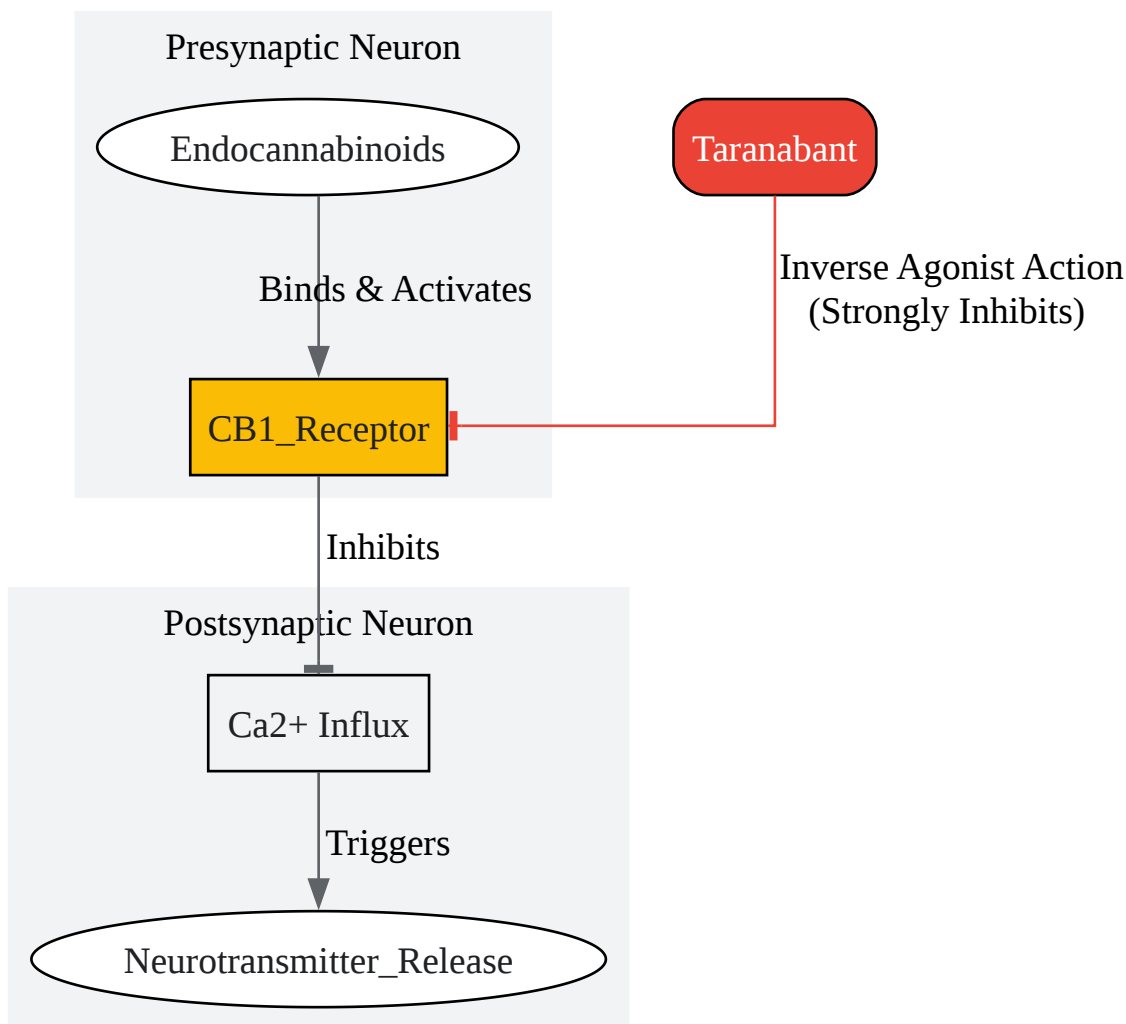 Presynaptic Neuron
Endocannabinoids
Taranabant
Binds & Activates
Inverse Agonist Action
(Strongly Inhibits)
CB1_Receptor
Inhibits
Postsynaptic Neuron
Ca2+ Influx
Triggers
Neurotransmitter_Release